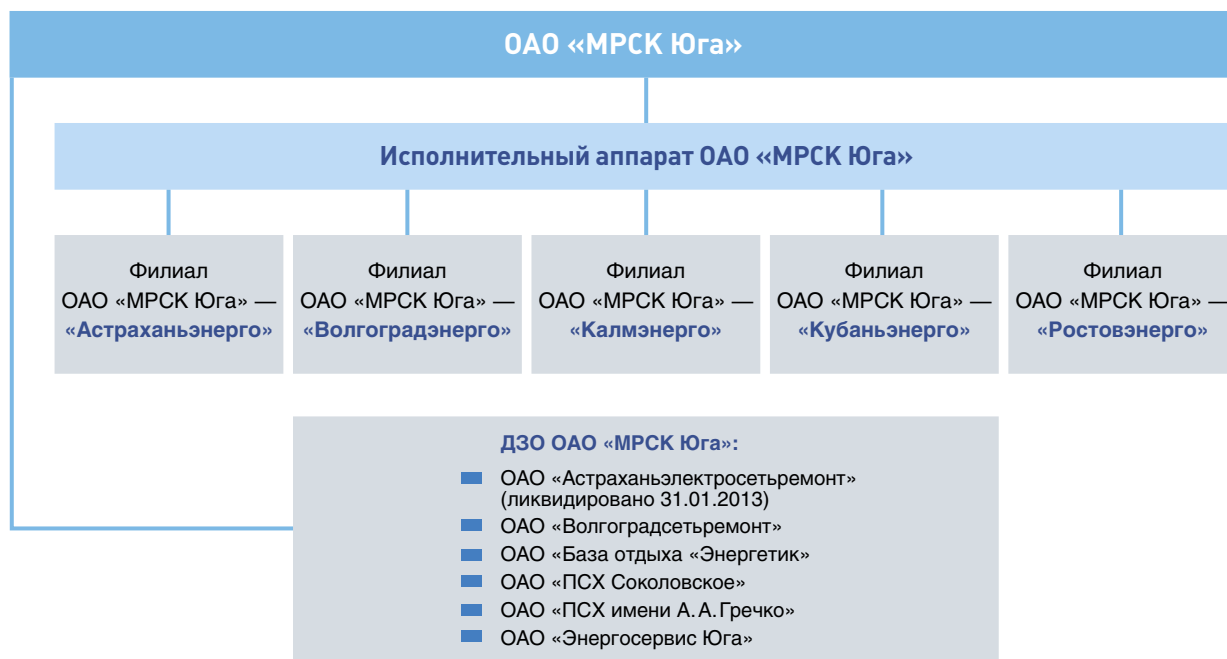 ОАО «МРСК Юга»
Исполнительный аппарат ОАО «МРСК Юга»
Филиал
ОАО «МРСК Юга» —
«Астраханьэнерго»
Филиал
ОАО «МРСК Юга» —
«Волгоградэнерго»
Филиал
ОАО «МРСК Юга» —
«Калмэнерго»
Филиал
ОАО «МРСК Юга» —
«Кубаньэнерго»
Филиал
ОАО «МРСК Юга» —
«Ростовэнерго»
ДЗО ОАО «МРСК Юга»:
ОАО «Астраханьэлектросетьремонт»
(ликвидировано 31.01.2013)
ОАО «Волгоградсетьремонт»
ОАО «База отдыха «Энергетик»
ОАО «ПСХ Соколовское»
ОАО «ПСХ имени А. А. Гречко»
ОАО «Энергосервис Юга»